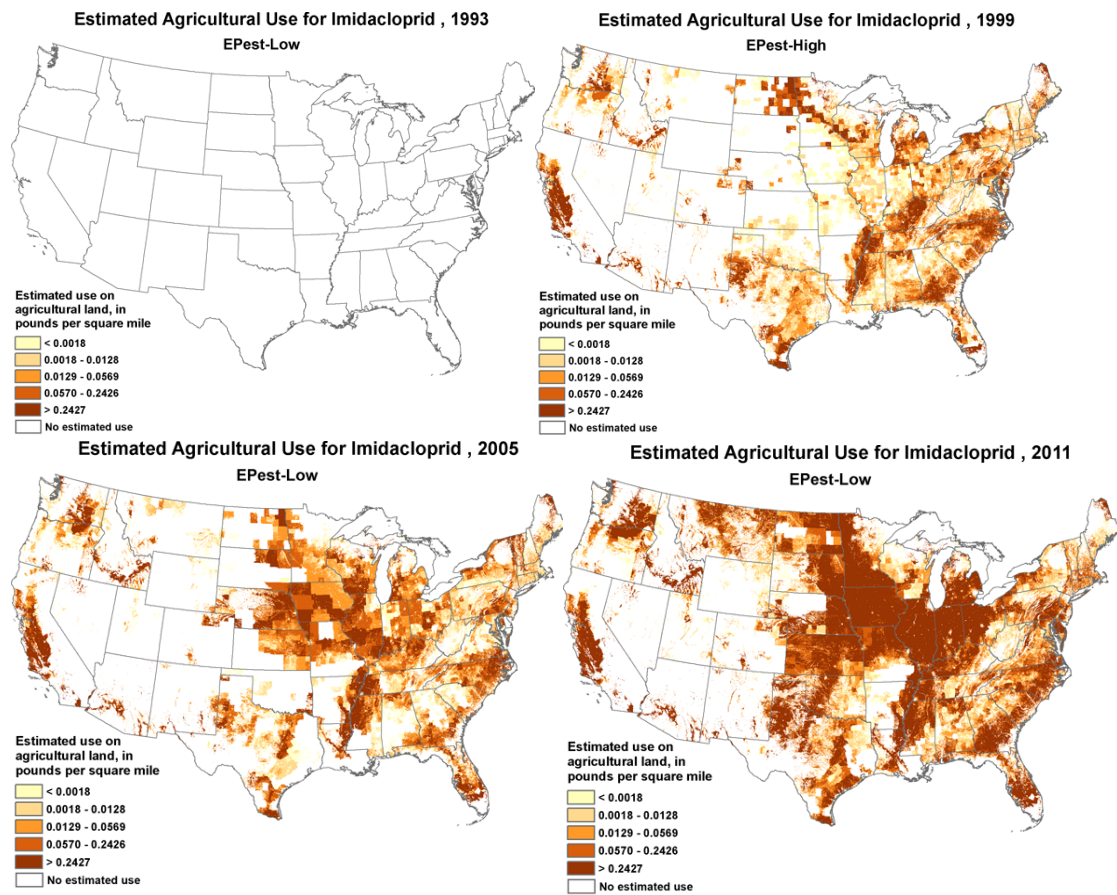 Estimated Agricultural Use for Imidacloprid , 1993
EPest-Low
Estimated use on
agricultural land, in
pounds per square mile
< 0.0018
0.0018 - 0.0128
0.0129 - 0.0569
0.0570 - 0.2426
> 0.2427
No estimated use
Estimated Agricultural Use for Imidacloprid , 1999
EPest-High
Estimated use on
agricultural land, in
pounds per square mile
< 0.0018
0.0018 - 0.0128
0.0129 - 0.0569
0.0570 - 0.2426
> 0.2427
No estimated use
Estimated Agricultural Use for Imidacloprid , 2005
EPest-Low
Estimated use on
agricultural land, in
pounds per square mile
< 0.0018
0.0018 - 0.0128
0.0129 - 0.0569
0.0570 - 0.2426
> 0.2427
No estimated use
Estimated Agricultural Use for Imidacloprid , 2011
EPest-Low
Estimated use on
agricultural land, in
pounds per square mile
< 0.0018
0.0018 - 0.0128
0.0129 - 0.0569
0.0570 - 0.2426
> 0.2427
No estimated use